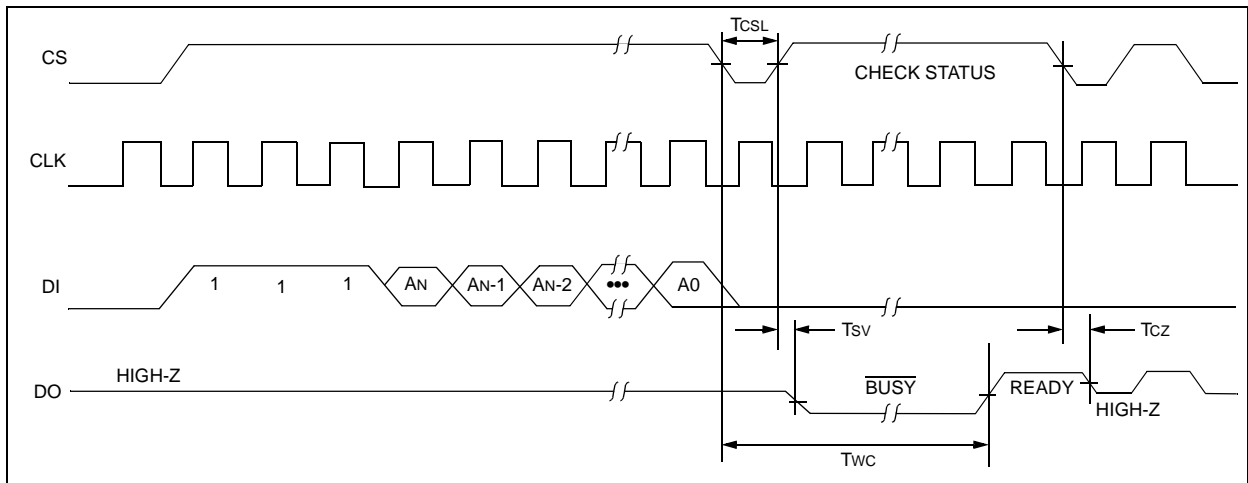 TCSL
CS
CHECK STATUS
CLK
DI
1 1 1 AN AN-1 AN-2 ••• A0
TSV
TCZ
HIGH-Z
DO
BUSY
READY
HIGH-Z
TWC